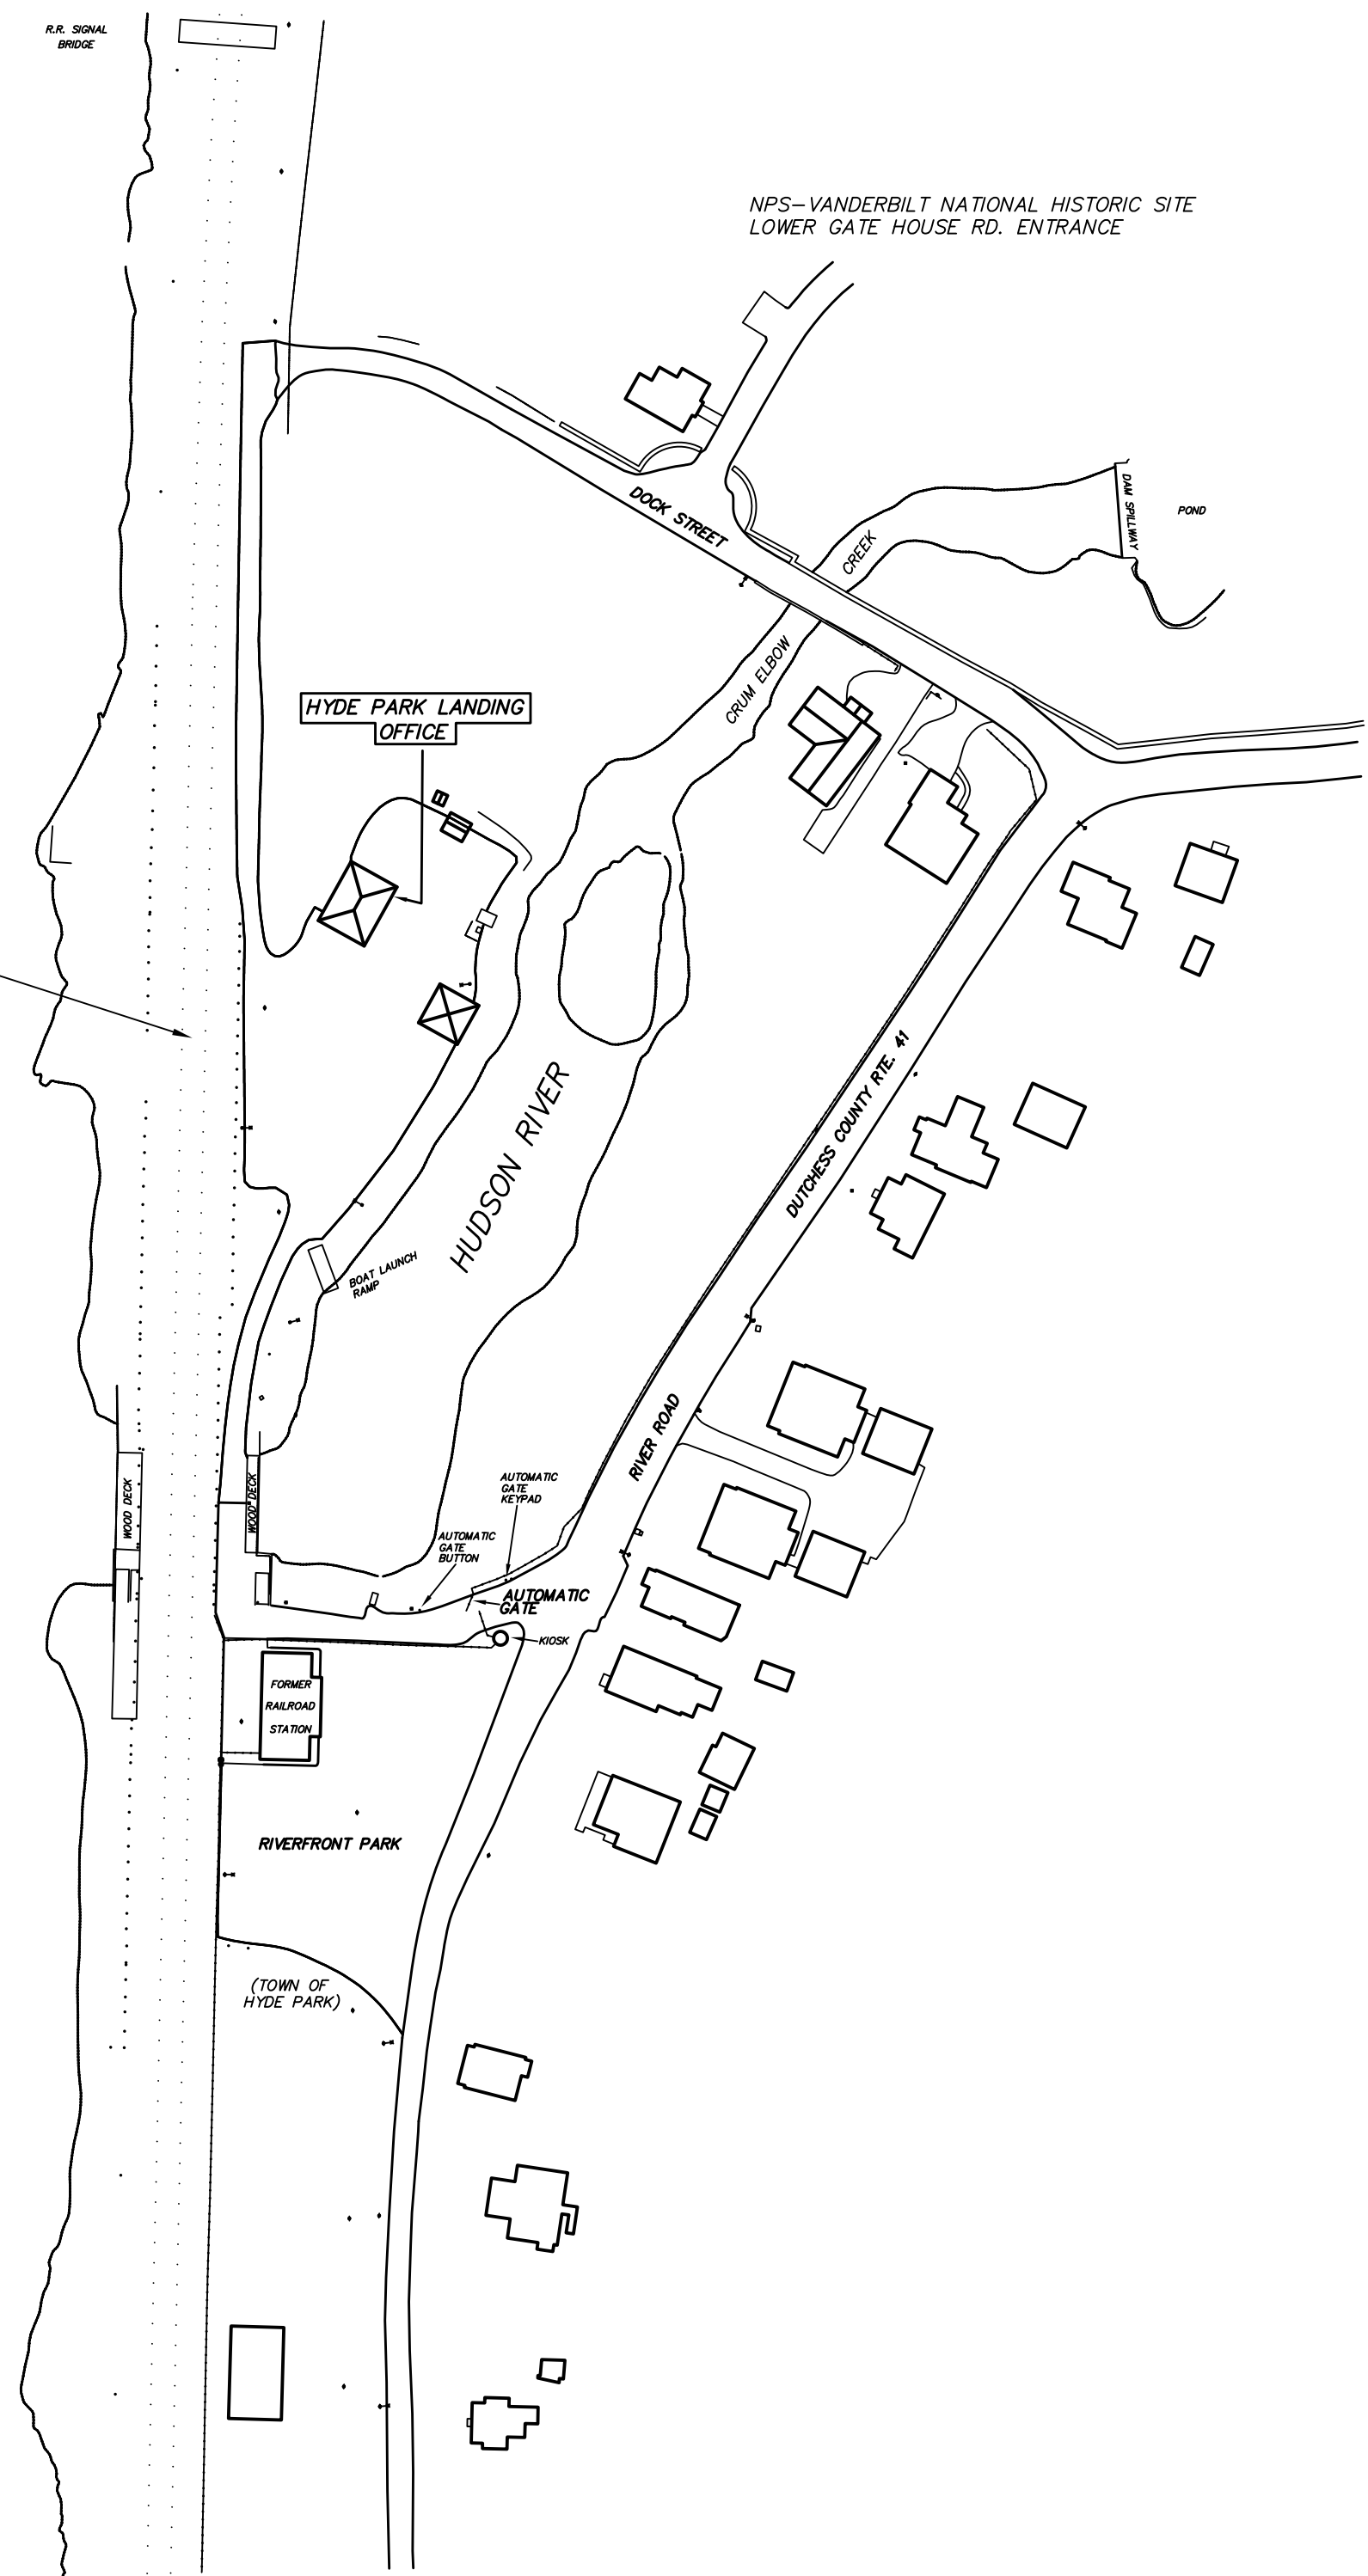 R.R. SIGNAL
BRIDGE
NPS-VANDERBILT NATIONAL HISTORIC SITE
LOWER GATE HOUSE RD. ENTRANCE
DOCK STREET
CREEK
DAM SPILLWAY
POND
CRUM ELBOW
HYDE PARK LANDING
OFFICE
DUTCHESS COUNTY RTE. 41
HUDSON RIVER
BOAT LAUNCH
RAMP
RIVER ROAD
WOOD DECK
WOOD DECK
AUTOMATIC
GATE
KEYPAD
AUTOMATIC
GATE
BUTTON
AUTOMATIC
GATE
KIOSK
FORMER
RAILROAD
STATION
RIVERFRONT PARK
(TOWN OF
HYDE PARK)